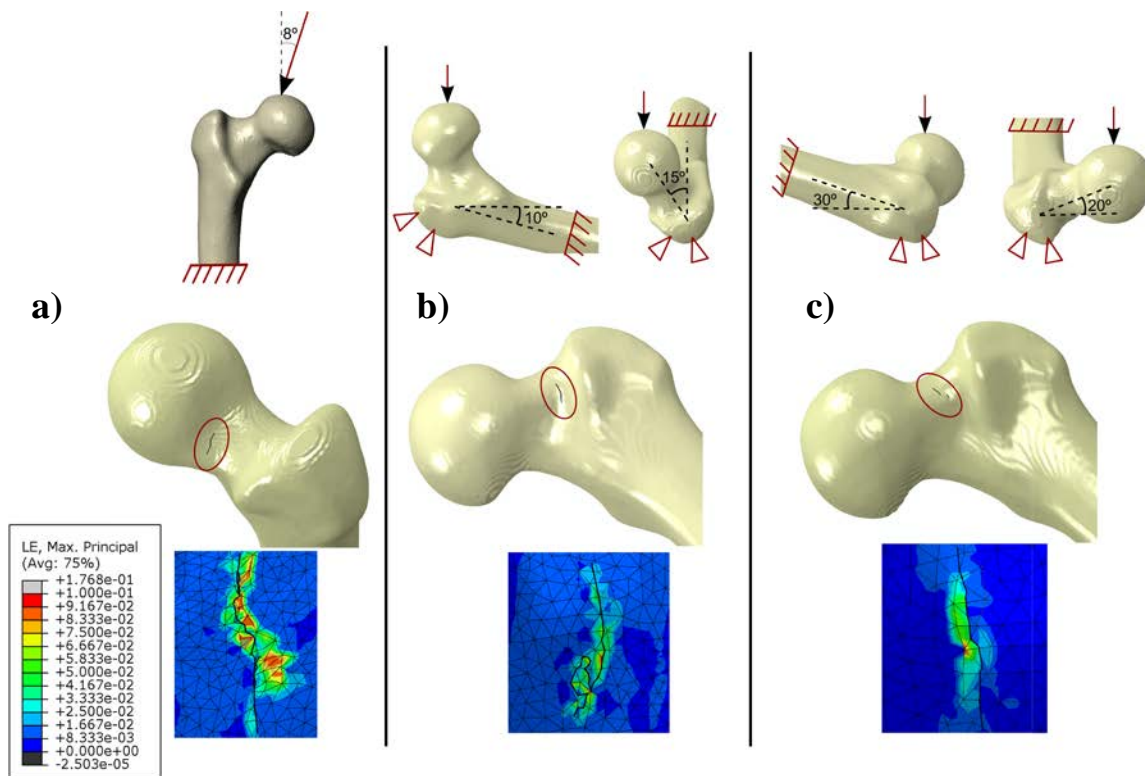 8º
15º
10º
30º
20º
a)
b)
c)
LE, Max. Principal
(Avg: 75%)
+1.768e-01
+1.000e-01
+9.167e-02
+8.333e-02
+7.500e-02
+6.667e-02
+5.833e-02
+5.000e-02
+4.167e-02
+3.333e-02
+2.500e-02
+1.667e-02
+8.333e-03
+0.000e+00
-2.503e-05